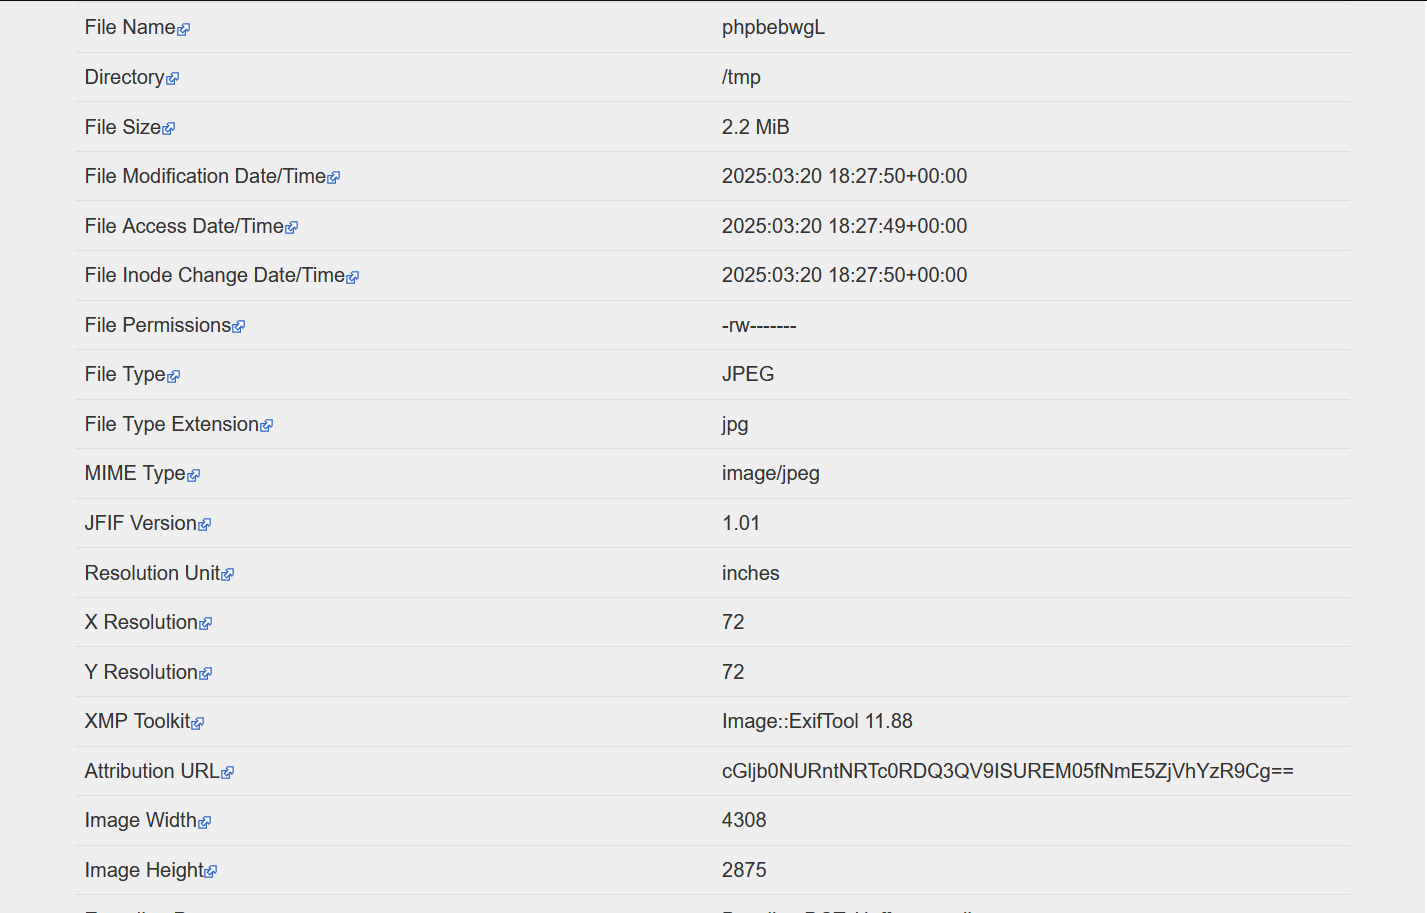 File Name phpbebwgL
Directory /tmp
File Size 2.2 MiB
File Modification Date/Time 2025:03:20 18:27:50+00:00
File Access Date/Time 2025:03:20 18:27:49+00:00
File Inode Change Date/Time 2025:03:20 18:27:50+00:00
File Permissions -rw-------
File Type JPEG
File Type Extension jpg
MIME Type image/jpeg
JFIF Version 1.01
Resolution Unit inches
X Resolution 72
Y Resolution 72
XMP Toolkit Image::ExifTool 11.88
Attribution URL cGljb0NURntNRTc0RDQ3QV9ISUREM05fNmE5ZjVhYzR9Cg==
Image Width 4308
Image Height 2875